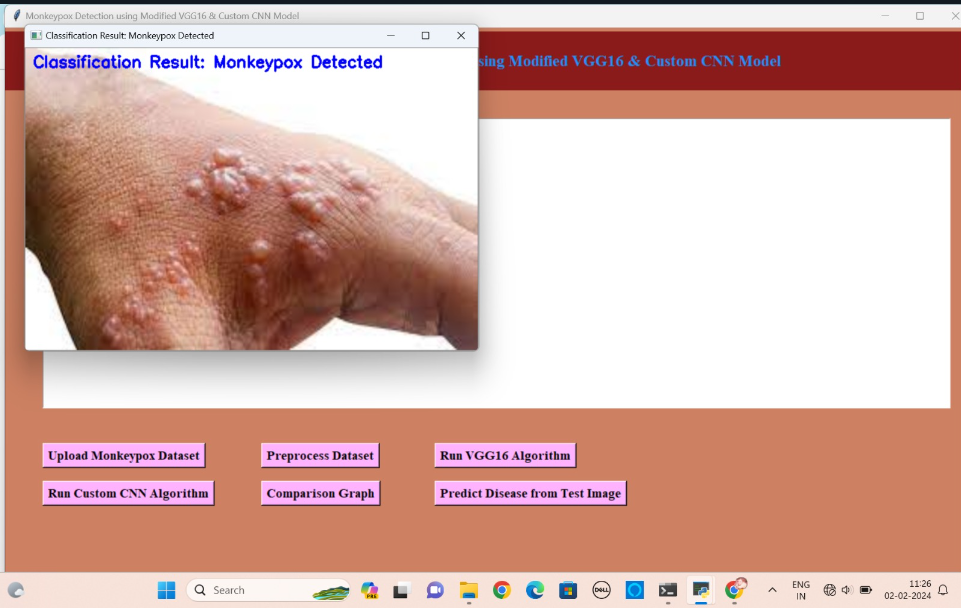 Monkeypox Detection using Modified VGG16 & Custom CNN Model
Classification Result: Monkeypox Detected
Classification Result: Monkeypox Detected
sing Modified VGG16 & Custom CNN Model
Upload Monkeypox Dataset
Preprocess Dataset
Run VGG16 Algorithm
Run Custom CNN Algorithm
Comparison Graph
Predict Disease from Test Image
Search
PRE
DELL
ENG
IN
11:26
02-02-2024